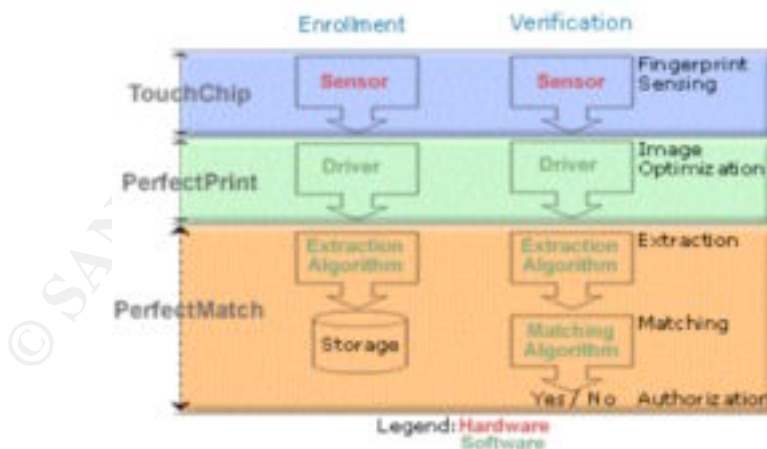 Enrollment Verification
TouchChip
Sensor Sensor Fingerprint
Sensing
PerfectPrint
Driver Driver Image
Optimization
PerfectMatch
Extraction
Algorithm
Extraction
Algorithm
Extraction
Storage
Matching
Algorithm
Matching
Yes / No Authorization
Legend: Hardware
Software
© SAN